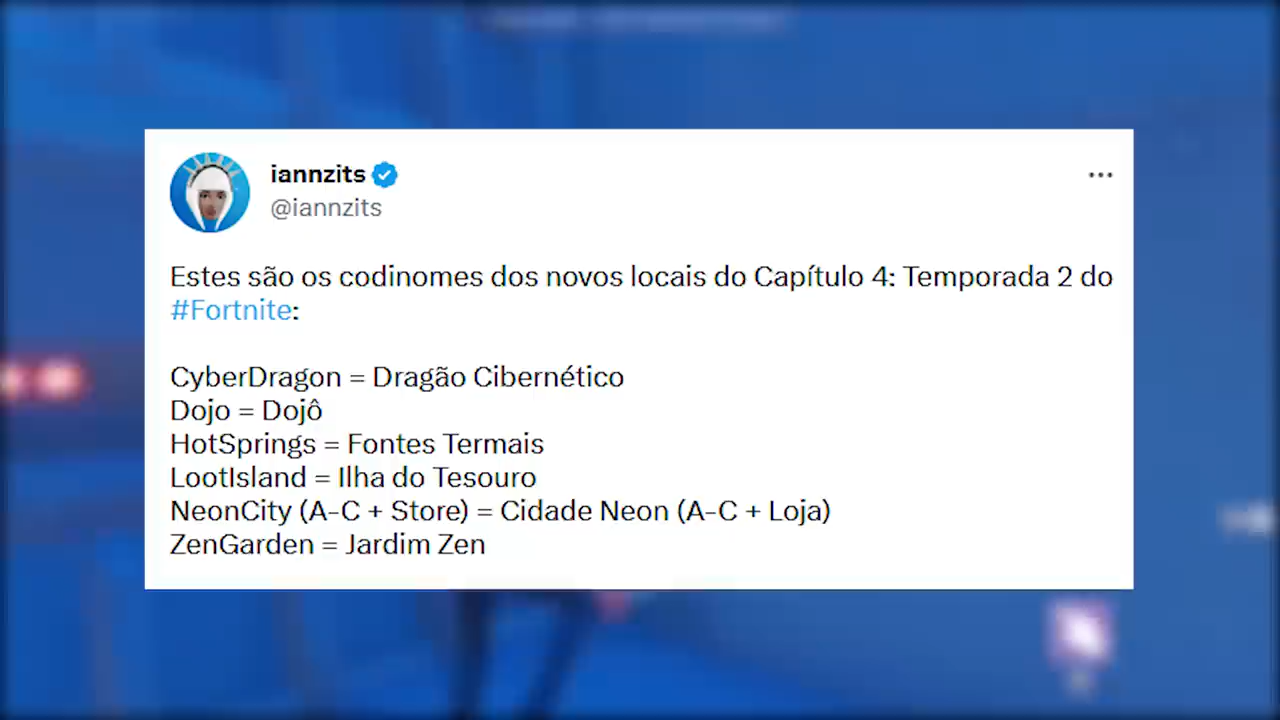 iannzits
@iannzits
Estes são os codinomes dos novos locais do Capítulo 4: Temporada 2 do
#Fortnite:
CyberDragon = Dragão Cibernético
Dojo = Dojô
HotSprings = Fontes Termais
LootIsland = Ilha do Tesouro
NeonCity (A-C + Store) = Cidade Neon (A-C + Loja)
ZenGarden = Jardim Zen